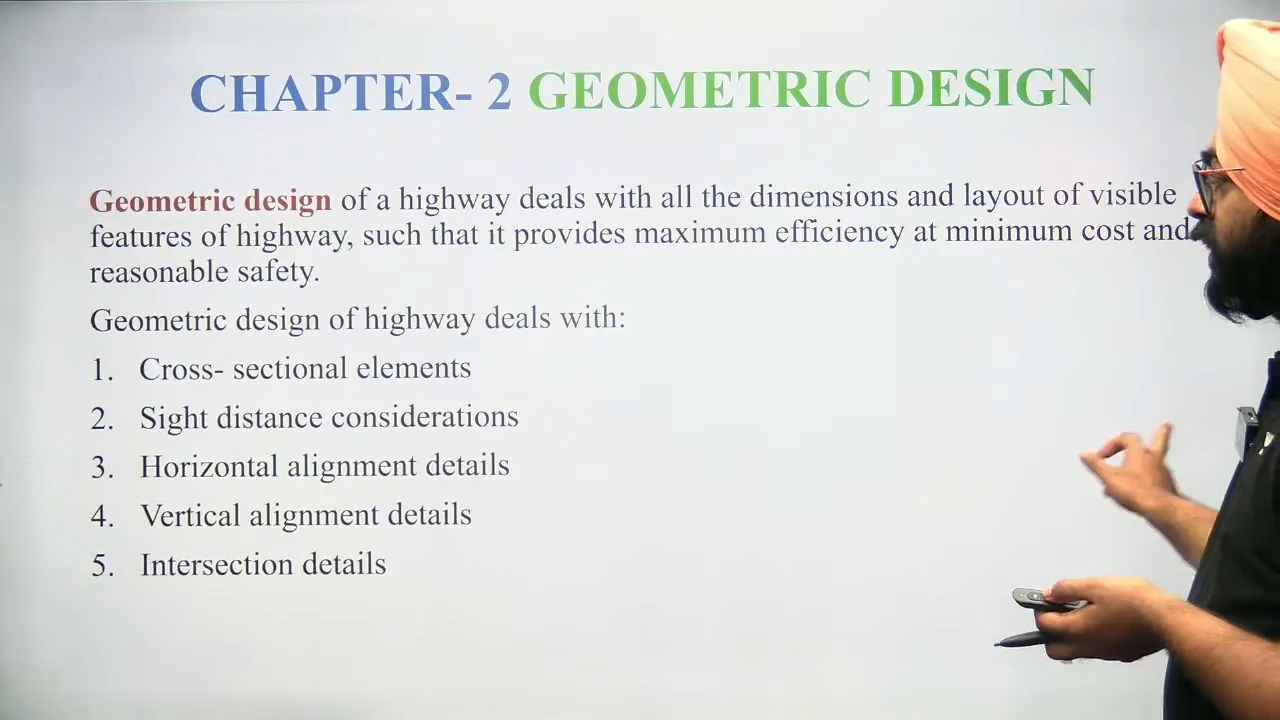 CHAPTER- 2 GEOMETRIC DESIGN
Geometric design of a highway deals with all the dimensions and layout of visible
features of highway, such that it provides maximum efficiency at minimum cost and
reasonable safety.
Geometric design of highway deals with:
1. Cross- sectional elements
2. Sight distance considerations
3. Horizontal alignment details
4. Vertical alignment details
5. Intersection details